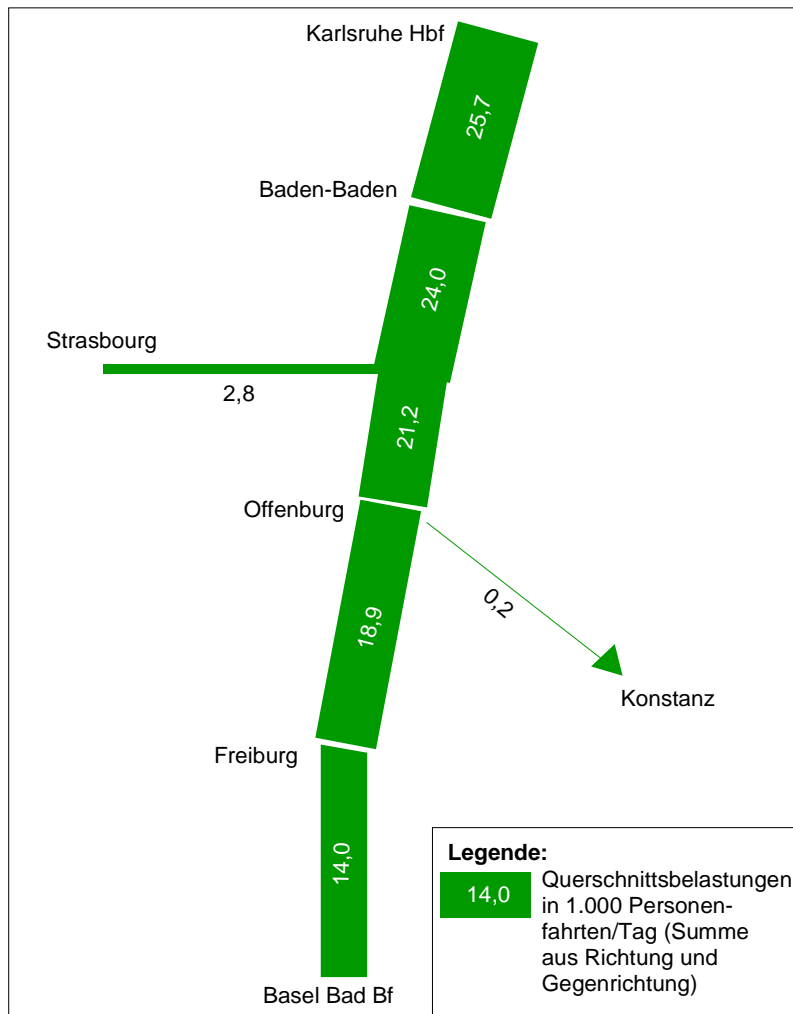 Karlsruhe Hbf
25,7
Baden-Baden
24,0
Strasbourg
2,8
21,2
Offenburg
0,2
18,9
Konstanz
Freiburg
14,0
Basel Bad Bf
Legende:
14,0
Querschnittsbelastungen
in 1.000 Personen-
fahrten/Tag (Summe
aus Richtung und
Gegenrichtung)